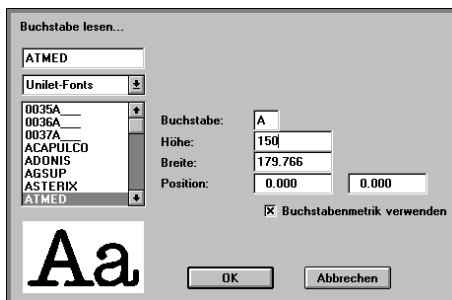 Buchstabe lesen...
ATMED
Unilet-Fonts
0035A___
0036A___
0037A___
ACAPULCO
ADONIS
AGSUP
ASTERIX
ATMED
Buchstabe: A
Höhe: 150
Breite: 179.766
Position: 0.000 0.000
Buchstabenmetrik verwenden
Aa
OK Abbrechen